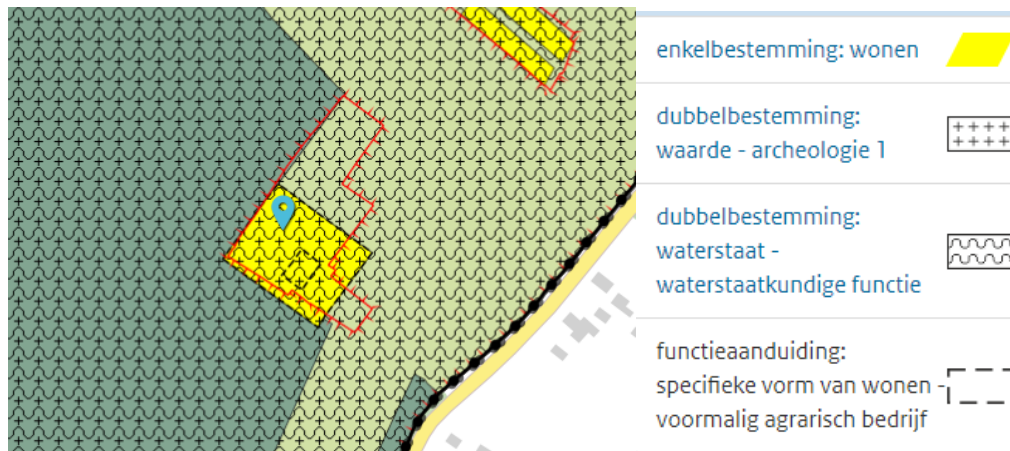 enkelbestemming: wonen
dubbelbestemming:
waarde - archeologie 1
dubbelbestemming:
waterstaat -
waterstaatkundige functie
functieaanduiding:
specifieke vorm van wonen -
voormalig agrarisch bedrijf